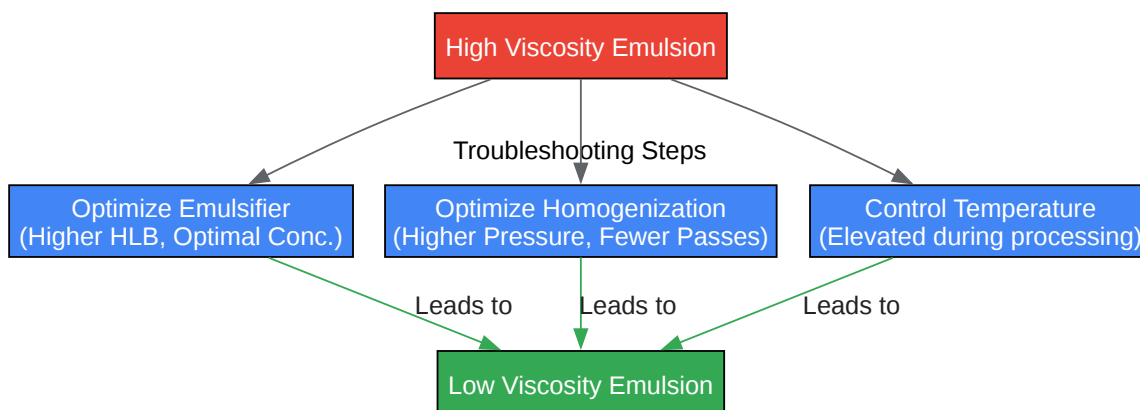 High Viscosity Emulsion
Troubleshooting Steps
Optimize Emulsifier
(Higher HLB, Optimal Conc.)
Optimize Homogenization
(Higher Pressure, Fewer Passes)
Control Temperature
(Elevated during processing)
Leads to
Leads to
Leads to
Low Viscosity Emulsion